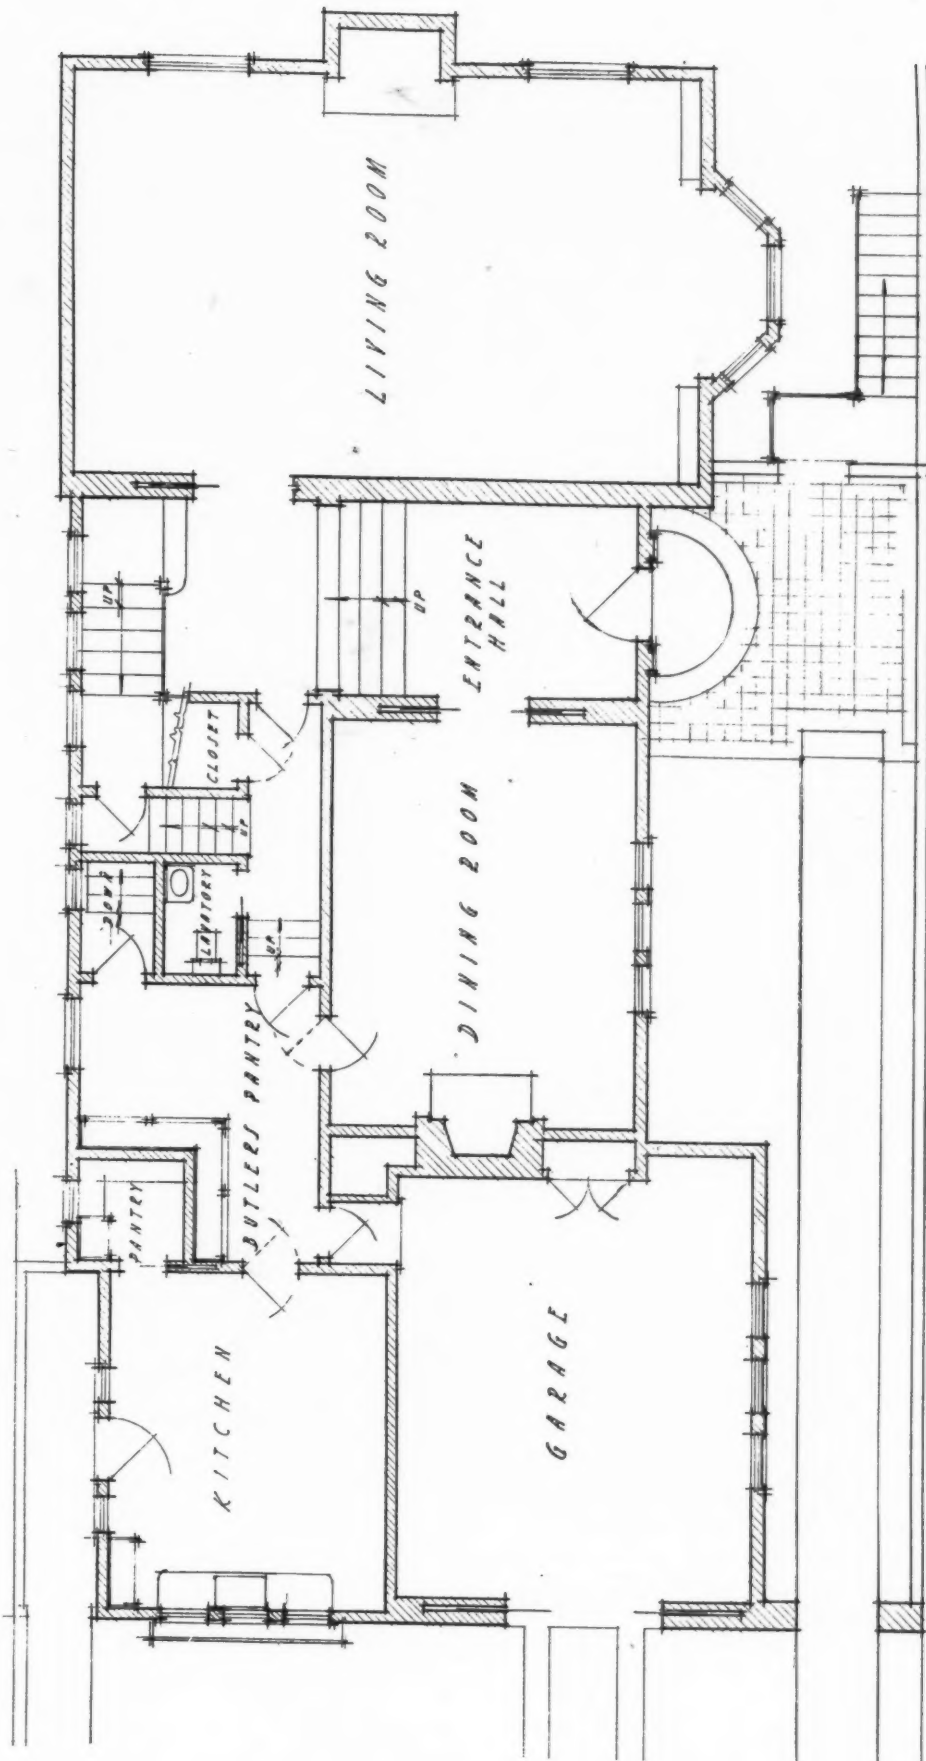 LIVING ROOM
UP
UP
ENTRANCE
HALL
CLOSET
UP
DOWN
LAVATORY
UP
DINING ROOM
BUTLERS PANTRY
PANTRY
KITCHEN
GARAGE